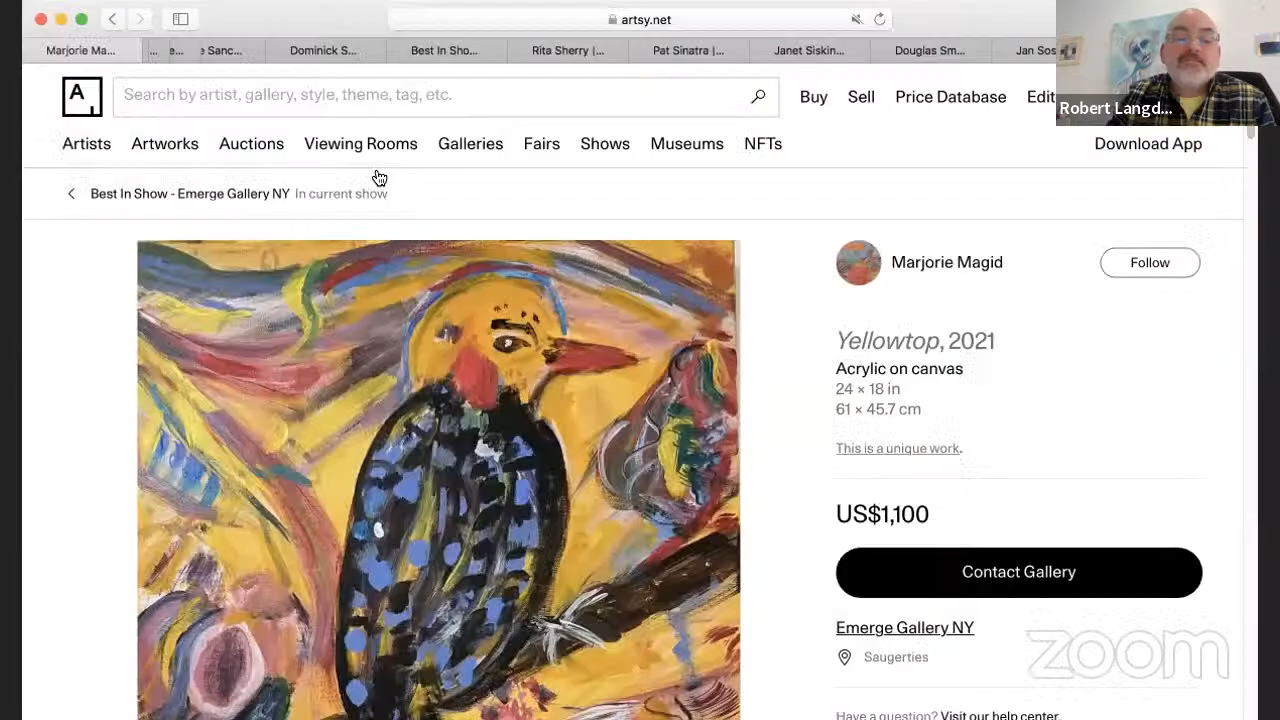 artsy.net
Marjorie Ma...
...
e...
e Sanc...
Dominick S...
Best In Sho...
Rita Sherry |...
Pat Sinatra |...
Janet Siskin...
Douglas Sm...
Jan Sos
A
Search by artist, gallery, style, theme, tag, etc.
Buy
Sell
Price Database
Edit
Robert Langd...
Artists
Artworks
Auctions
Viewing Rooms
Galleries
Fairs
Shows
Museums
NFTs
Download App
Best In Show - Emerge Gallery NY In current show
Marjorie Magid
Follow
Yellowtop, 2021
Acrylic on canvas
24 × 18 in
61 × 45.7 cm
This is a unique work.
US$1,100
Contact Gallery
Emerge Gallery NY
Saugerties
zoom
Have a question? Visit our help center.